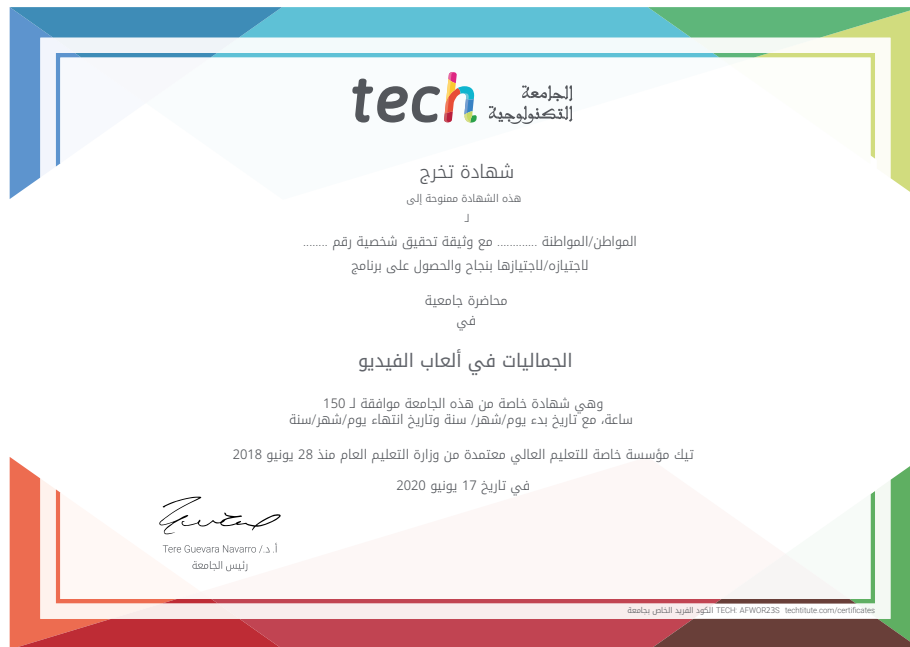 tech الجامعة
التكنولوجية
شهادة تخرج
هذه الشهادة ممنوحة إلى
لـ
المواطن/المواطنة ............ مع وثيقة تحقيق شخصية رقم ........
لاجتيازه/لاجتيازها بنجاح والحصول على برنامج
محاضرة جامعية
في
الجماليات في ألعاب الفيديو
وهي شهادة خاصة من هذه الجامعة موافقة لـ 150
ساعة، مع تاريخ بدء يوم/شهر/ سنة وتاريخ انتهاء يوم/شهر/سنة
تيك مؤسسة خاصة للتعليم العالي معتمدة من وزارة التعليم العام منذ 28 يونيو 2018
في تاريخ 17 يونيو 2020
أ. د./ Tere Guevara Navarro
رئيس الجامعة
الكود الفريد الخاص بجامعة TECH: AFWOR23S techtitute.com/certificates